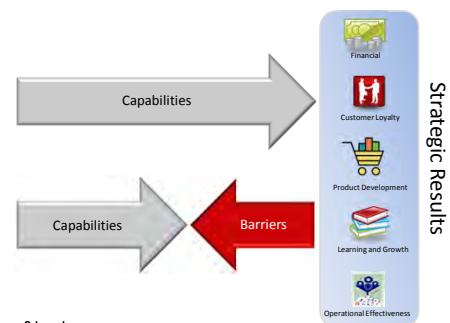 Financial
Capabilities
Customer Loyalty
Strategic Results
Product Development
Capabilities
Barriers
Learning and Growth
Operational Effectiveness